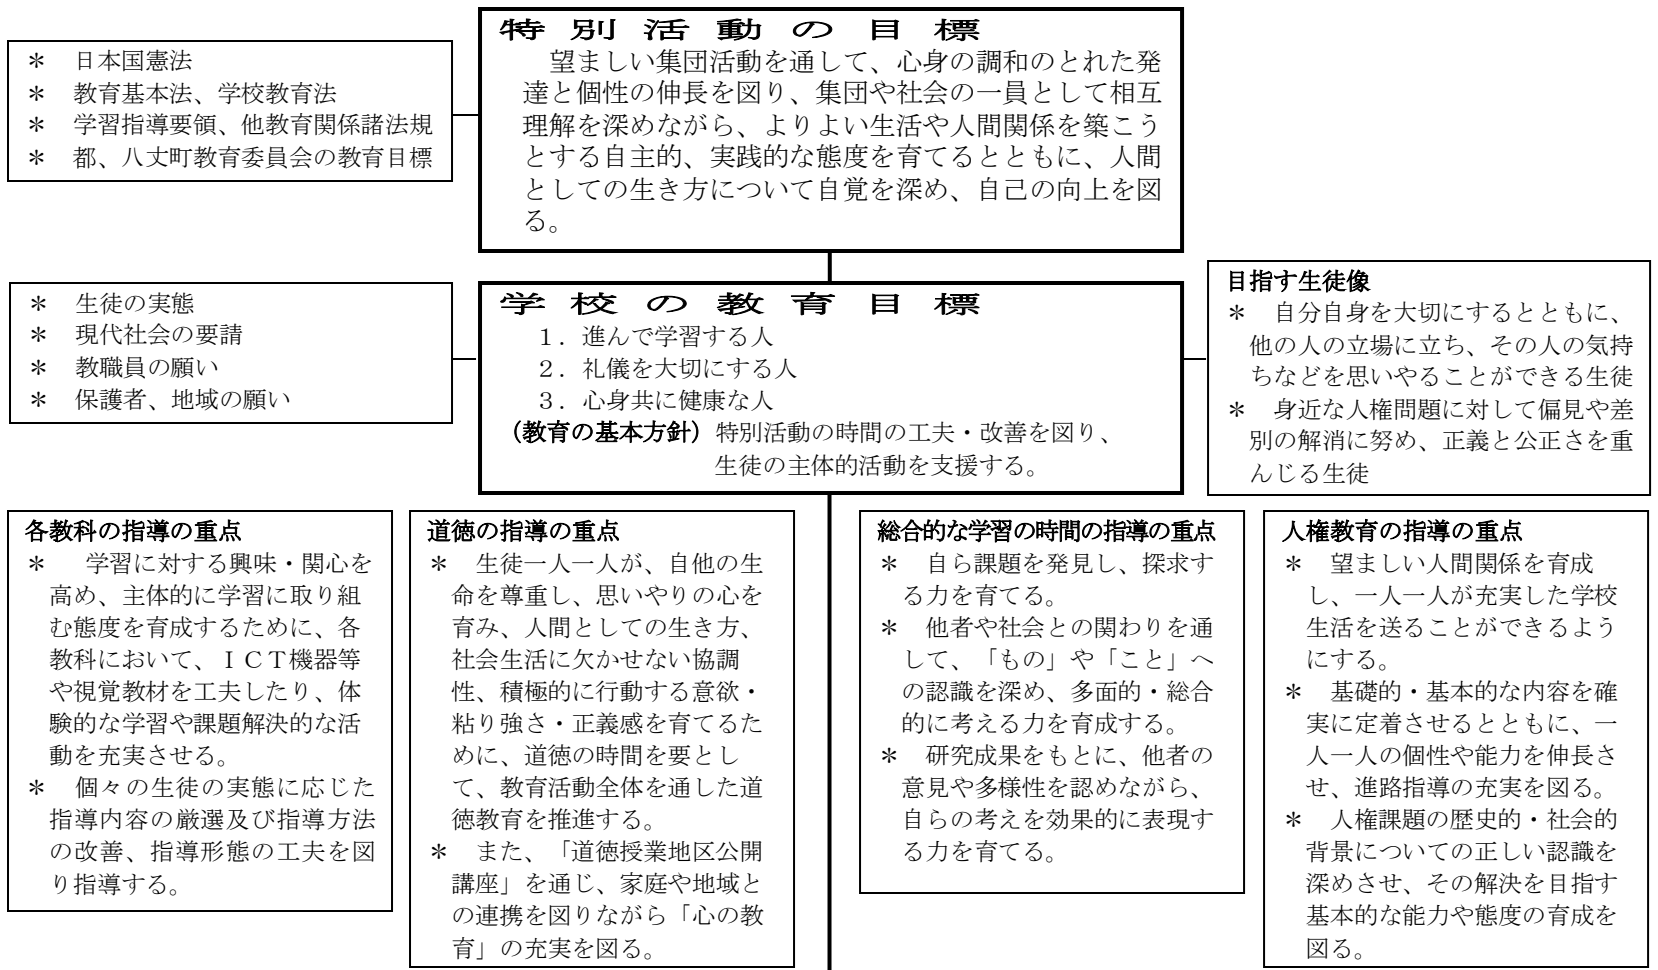 特別活動の目標
望ましい集団活動を通して、心身の調和のとれた発
達と個性の伸長を図り、集団や社会の一員として相互
理解を深めながら、よりよい生活や人間関係を築こう
とする自主的、実践的な態度を育てるとともに、人間
としての生き方について自覚を深め、自己の向上を図
る。
＊　日本国憲法
＊　教育基本法、学校教育法
＊　学習指導要領、他教育関係諸法規
＊　都、八丈町教育委員会の教育目標
＊　生徒の実態
＊　現代社会の要請
＊　教職員の願い
＊　保護者、地域の願い
学校の教育目標
１．進んで学習する人
２．礼儀を大切にする人
３．心身共に健康な人
（教育の基本方針）特別活動の時間の工夫・改善を図り、
生徒の主体的活動を支援する。
目指す生徒像
＊　自分自身を大切にするとともに、
他の人の立場に立ち、その人の気持
ちなどを思いやることができる生徒
＊　身近な人権問題に対して偏見や差
別の解消に努め、正義と公正さを重
んじる生徒
各教科の指導の重点
＊　学習に対する興味・関心を
高め、主体的に学習に取り組
む態度を育成するために、各
教科において、ＩＣＴ機器等
や視覚教材を工夫したり、体
験的な学習や課題解決的な活
動を充実させる。
＊　個々の生徒の実態に応じた
指導内容の厳選及び指導方法
の改善、指導形態の工夫を図
り指導する。
道徳の指導の重点
＊　生徒一人一人が、自他の生
命を尊重し、思いやりの心を
育み、人間としての生き方、
社会生活に欠かせない協調
性、積極的に行動する意欲・
粘り強さ・正義感を育てるた
めに、道徳の時間を要とし
て、教育活動全体を通した道
徳教育を推進する。
＊　また、「道徳授業地区公開
講座」を通じ、家庭や地域と
の連携を図りながら「心の教
育」の充実を図る。
総合的な学習の時間の指導の重点
＊　自ら課題を発見し、探求す
る力を育てる。
＊　他者や社会との関わりを通
して、「もの」や「こと」へ
の認識を深め、多面的・総合
的に考える力を育成する。
＊　研究成果をもとに、他者の
意見や多様性を認めながら、
自らの考えを効果的に表現す
る力を育てる。
人権教育の指導の重点
＊　望ましい人間関係を育成
し、一人一人が充実した学校
生活を送ることができるよう
にする。
＊　基礎的・基本的な内容を確
実に定着させるとともに、一
人一人の個性や能力を伸長さ
せ、進路指導の充実を図る。
＊　人権課題の歴史的・社会的
背景についての正しい認識を
深めさせ、その解決を目指す
基本的な能力や態度の育成を
図る。